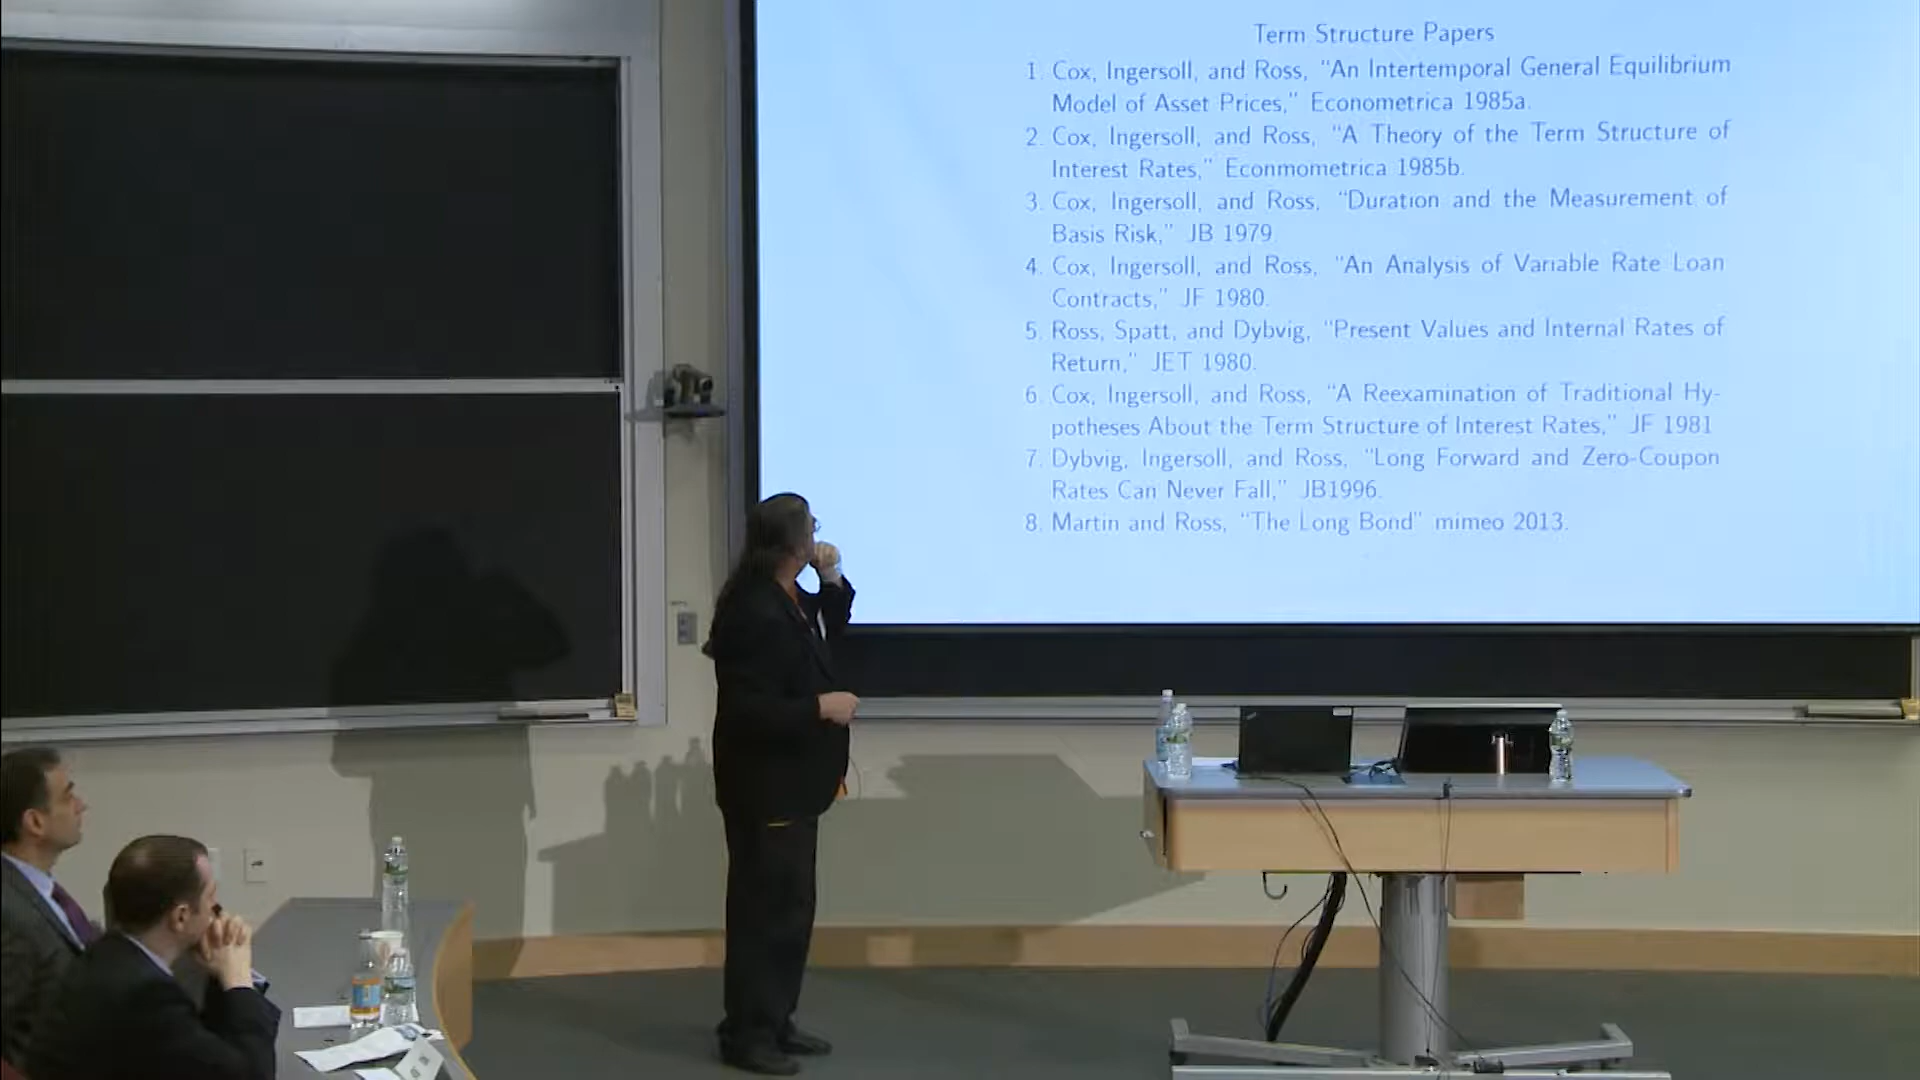 Term Structure Papers
1. Cox, Ingersoll, and Ross, “An Intertemporal General Equilibrium
Model of Asset Prices,” Econometrica 1985a.
2. Cox, Ingersoll, and Ross, “A Theory of the Term Structure of
Interest Rates,” Econmometrica 1985b.
3. Cox, Ingersoll, and Ross, “Duration and the Measurement of
Basis Risk,” JB 1979.
4. Cox, Ingersoll, and Ross, “An Analysis of Variable Rate Loan
Contracts,” JF 1980.
5. Ross, Spatt, and Dybvig, “Present Values and Internal Rates of
Return,” JET 1980.
6. Cox, Ingersoll, and Ross, “A Reexamination of Traditional Hy-
potheses About the Term Structure of Interest Rates,” JF 1981
7. Dybvig, Ingersoll, and Ross, “Long Forward and Zero-Coupon
Rates Can Never Fall,” JB1996.
8. Martin and Ross, “The Long Bond” mimeo 2013.